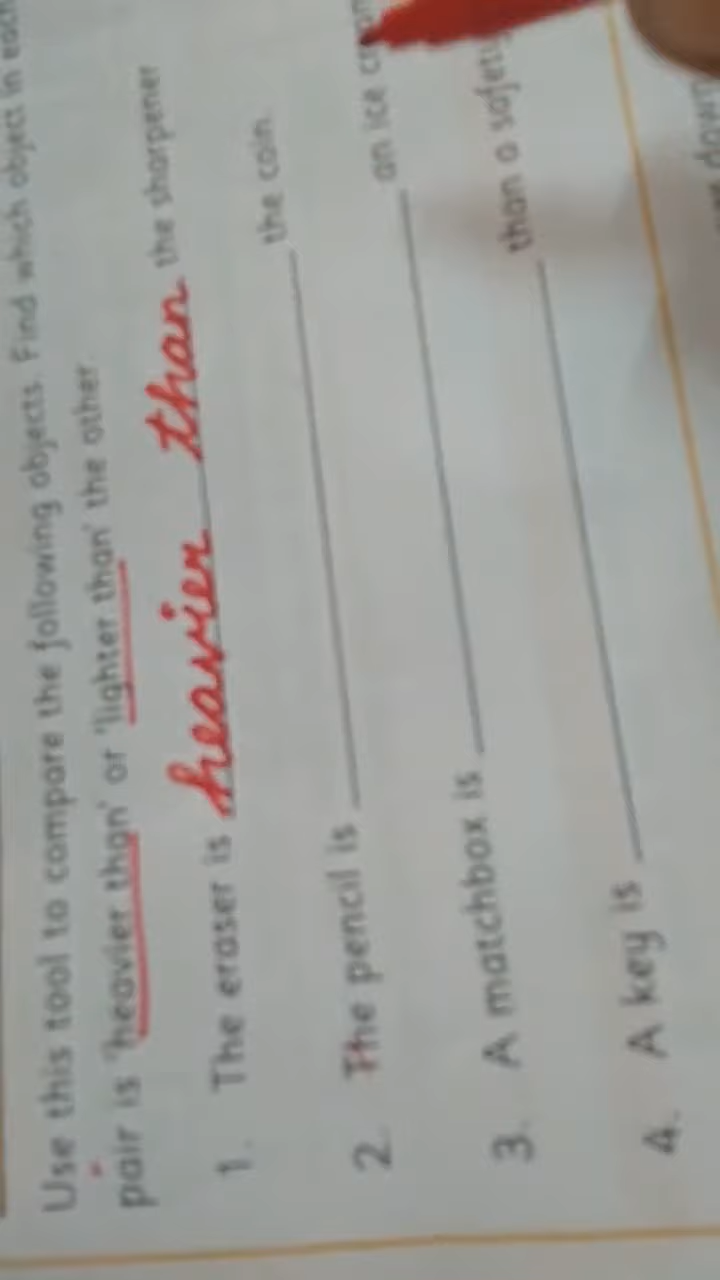 Use this tool to compare the following objects. Find which object in each
pair is 'heavier than' or 'lighter than' the other
1. The eraser is heavier than the sharpener
2. The pencil is the coin.
3. A matchbox is an ice
4. A key is than a
down